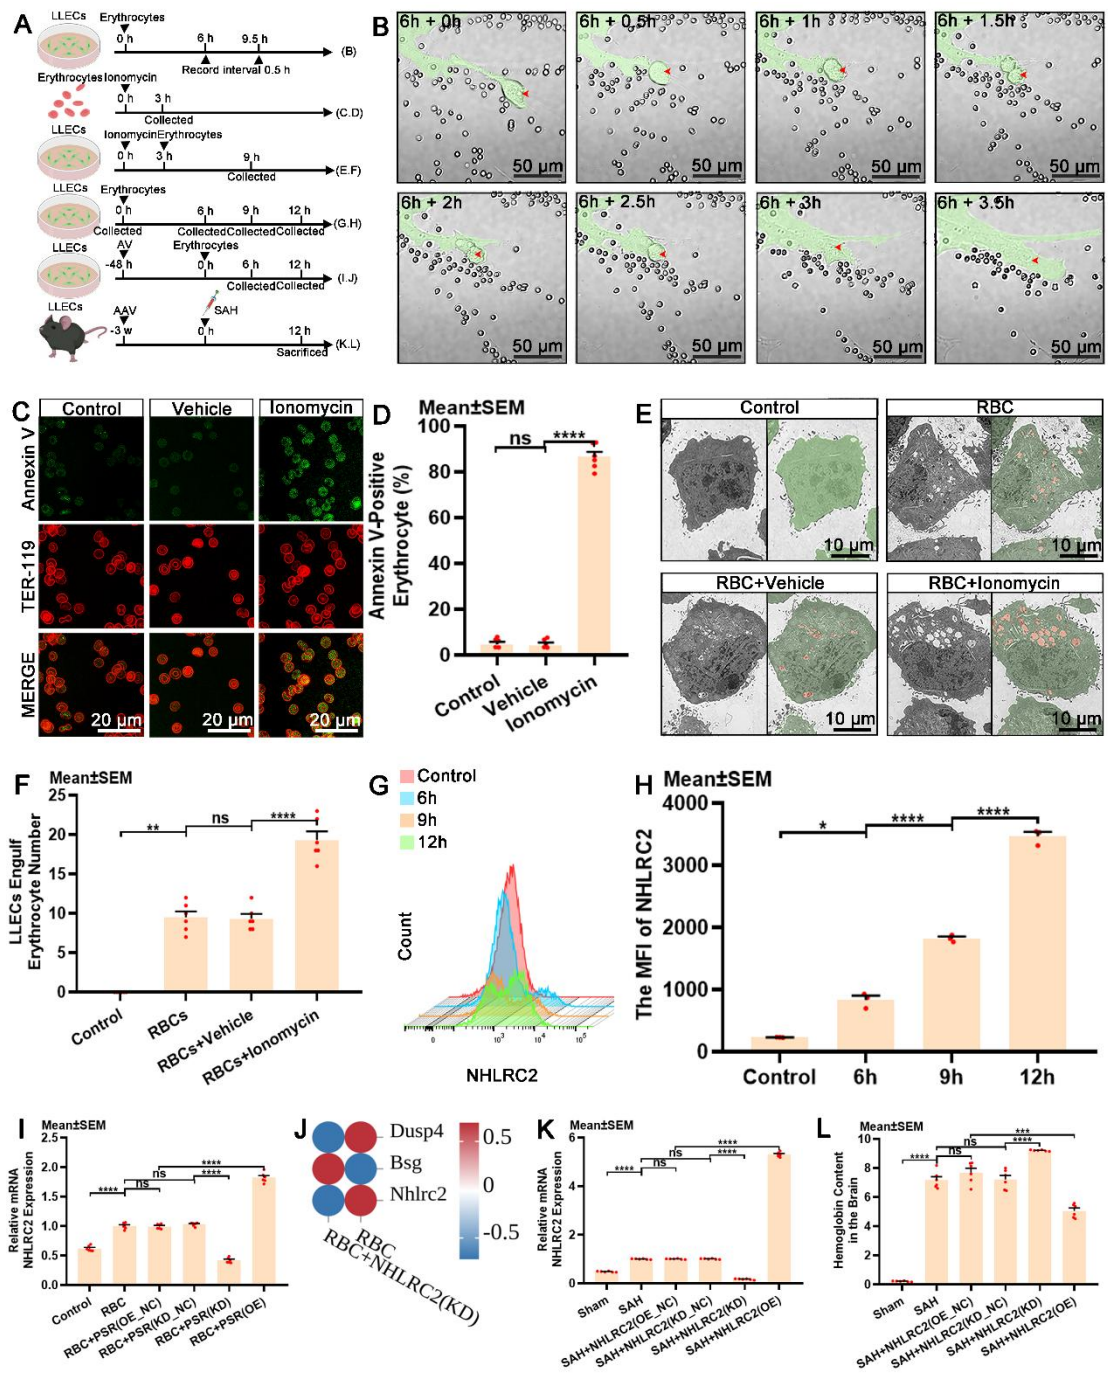 A
LLECs
Erythrocytes
0 h
6 h
9.5 h
(B)
Record interval 0.5 h
Erythrocytes
Ionomycin
0 h
3 h
(C.D)
Collected
LLECs
Ionomycin
Erythrocytes
0 h
3 h
9 h
(E.F)
Collected
LLECs
Erythrocytes
0 h
6 h
9 h
12 h
(G.H)
Collected
Collected
Collected
Collected
LLECs
AV
Erythrocytes
-48 h
0 h
6 h
12 h
(I.J)
Collected
Collected
LLECs
AAV
SAH
-3 w
0 h
12 h
(K.L)
Sacrificed
B
6h + 0h
6h + 0.5h
6h + 1h
6h + 1.5h
50 µm
50 µm
50 µm
50 µm
6h + 2h
6h + 2.5h
6h + 3h
6h + 3.5h
50 µm
50 µm
50 µm
50 µm
C
Control
Vehicle
Ionomycin
Annexin V
TER-119
MERGE
20 µm
20 µm
20 µm
D
Mean±SEM
Annexin V-Positive
Erythrocyte (%)
100
80
60
40
20
0
ns
****
Control
Vehicle
Ionomycin
E
Control
RBC
10 µm
10 µm
RBC+Vehicle
RBC+Ionomycin
10 µm
10 µm
F
Mean±SEM
LLECs Engulf
Erythrocyte Number
25
20
15
10
5
0
**
ns
****
Control
RBCs
RBCs+Vehicle
RBCs+Ionomycin
G
Control
6h
9h
12h
Count
0
10³
10⁴
10⁵
NHLRC2
H
Mean±SEM
The MFI of NHLRC2
4000
3000
2000
1000
0
*
****
****
Control
6h
9h
12h
I
Mean±SEM
Relative mRNA
NHLRC2 Expression
2.5
2.0
1.5
1.0
0.5
0.0
****
ns
ns
****
****
Control
RBC
RBC+PSR(OE_NC)
RBC+PSR(KD_NC)
RBC+PSR(KD)
RBC+PSR(OE)
J
Dusp4
Bsg
Nhlrc2
0.5
0
-0.5
RBC
RBC+NHLRC2(KD)
K
Mean±SEM
Relative mRNA
NHLRC2 Expression
6
4
2
0
****
ns
ns
****
****
Sham
SAH
SAH+NHLRC2(OE_NC)
SAH+NHLRC2(KD_NC)
SAH+NHLRC2(KD)
SAH+NHLRC2(OE)
L
Mean±SEM
Hemoglobin Content
in the Brain
10
8
6
4
2
0
****
ns
ns
****
***
Sham
SAH
SAH+NHLRC2(OE_NC)
SAH+NHLRC2(KD_NC)
SAH+NHLRC2(KD)
SAH+NHLRC2(OE)